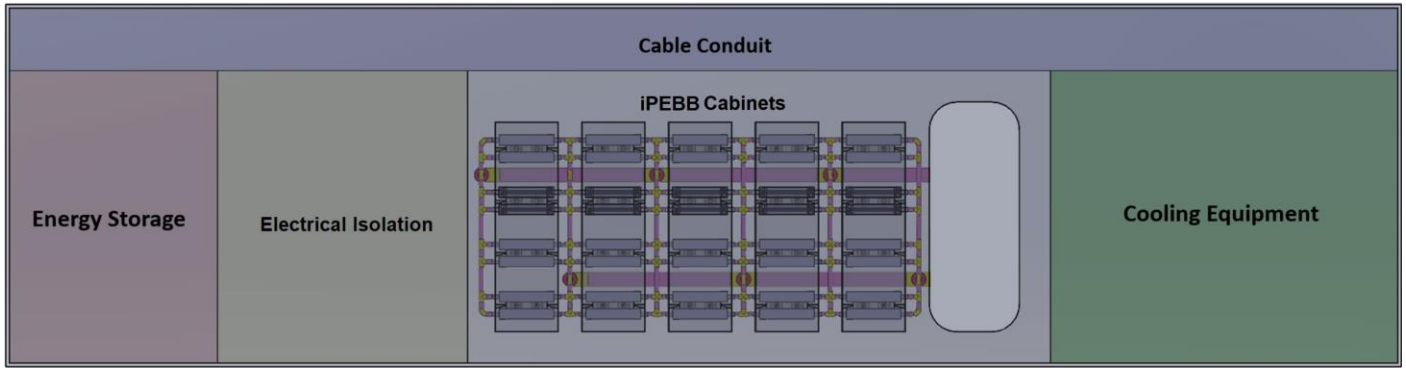 Cable Conduit
iPEBB Cabinets
Energy Storage
Electrical Isolation
Cooling Equipment